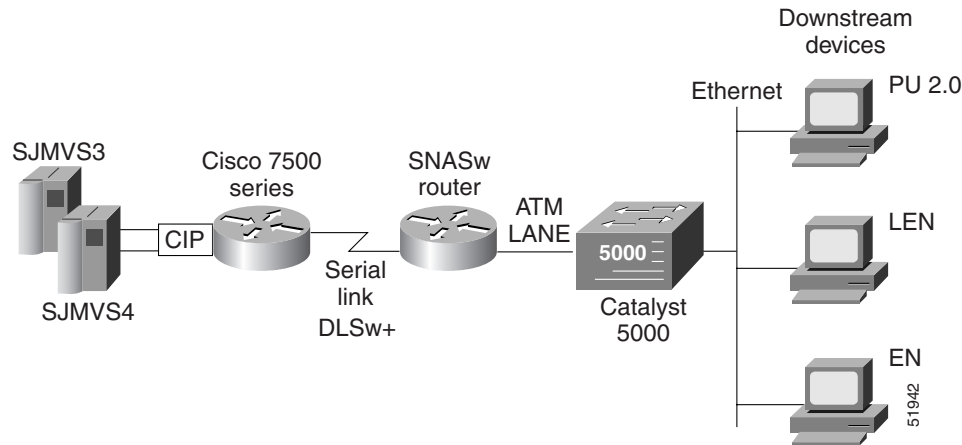 Downstream
devices
PU 2.0
Ethernet
SJMVS3
Cisco 7500
series
SNASw
router
ATM
LANE
LEN
CIP
5000
Serial
link
DLSw+
SJMVS4
Catalyst
5000
EN
51942